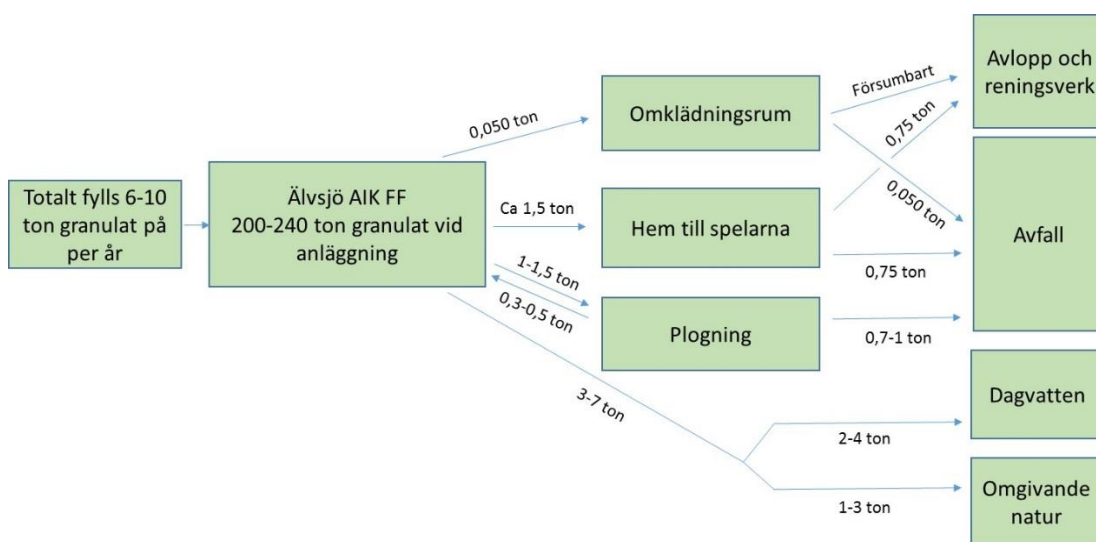 Totalt fylls 6-10
ton granulat på
per år
Älvsjö AIK FF
200-240 ton granulat vid
anläggning
0,050 ton
Ca 1,5 ton
1-1,5 ton
0,3-0,5 ton
3-7 ton
Omklädningsrum
Hem till spelarna
Plogning
Försumbart
0,75 ton
0,050 ton
0,75 ton
0,7-1 ton
2-4 ton
1-3 ton
Avlopp och
reningsverk
Avfall
Dagvatten
Omgivande
natur